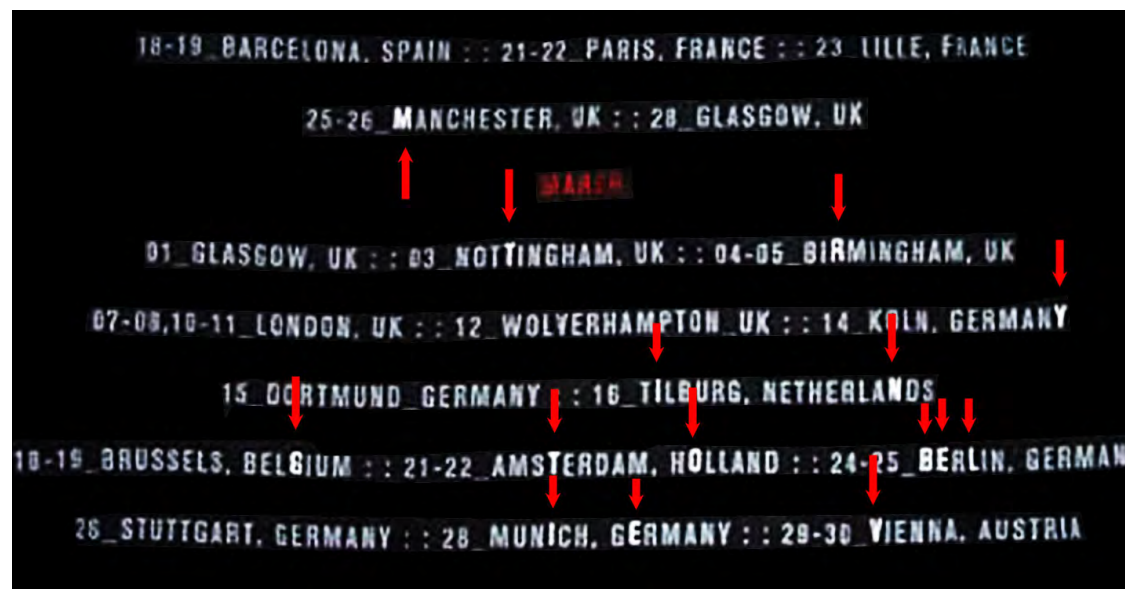 18-19_BARCELONA, SPAIN : : 21-22_PARIS, FRANCE : : 23_LILLE, FRANCE
25-26_MANCHESTER, UK : : 28_GLASGOW, UK
MARCH
01_GLASGOW, UK : : 03_NOTTINGHAM, UK : : 04-05_BIRMINGHAM, UK
07-08,10-11_LONDON, UK : : 12_WOLVERHAMPTON_UK : : 14_KOLN, GERMANY
15_DORTMUND_GERMANY : : 16_TILBURG, NETHERLANDS
18-19_BRUSSELS, BELGIUM : : 21-22_AMSTERDAM, HOLLAND : : 24-25_BERLIN, GERMAN
26_STUTTGART, GERMANY : : 28_MUNICH, GERMANY : : 29-30_VIENNA, AUSTRIA